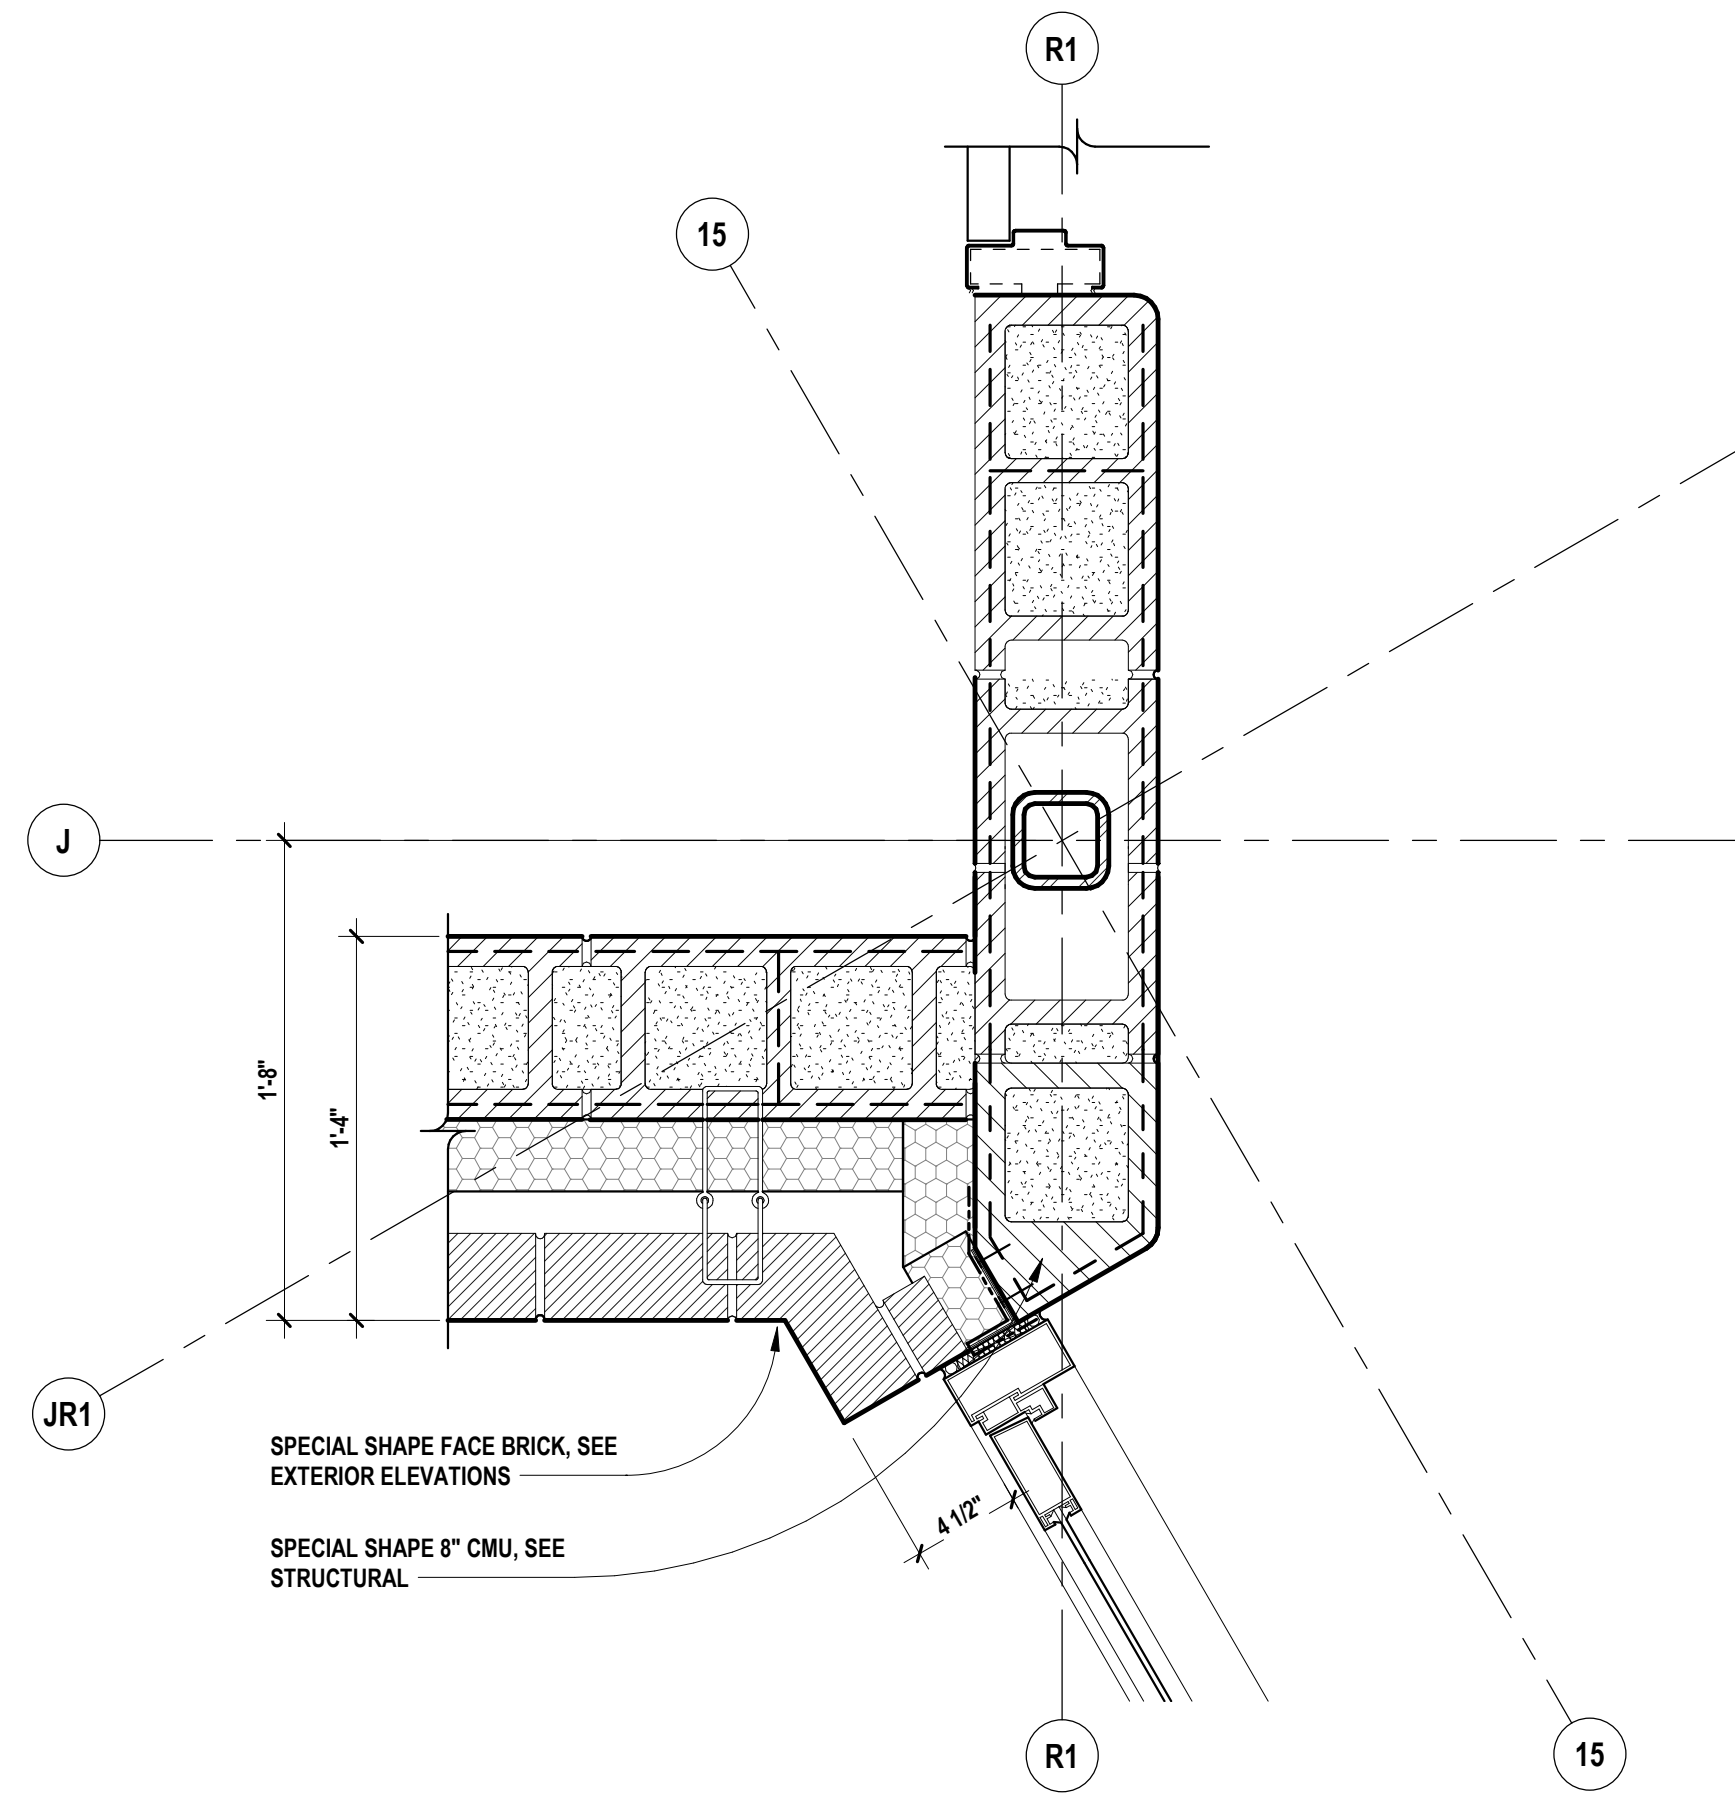 R1
15
J
1'-8"
1'-4"
JR1
SPECIAL SHAPE FACE BRICK, SEE
EXTERIOR ELEVATIONS
4 1/2"
SPECIAL SHAPE 8" CMU, SEE
STRUCTURAL
R1
15